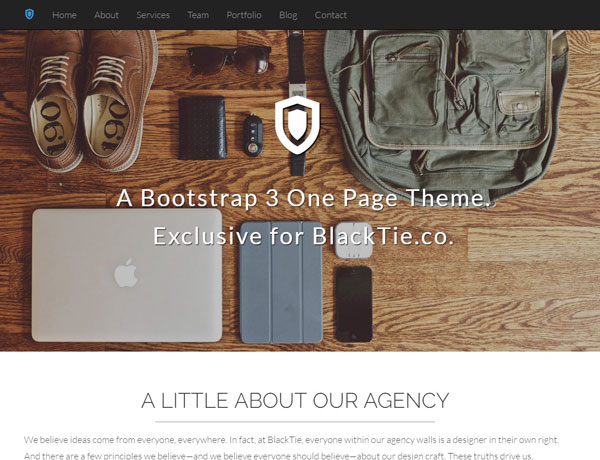 Home About Services Team Portfolio Blog Contact
190 190
A Bootstrap 3 One Page Theme.
Exclusive for BlackTie.co.
A LITTLE ABOUT OUR AGENCY
We believe ideas come from everyone, everywhere. In fact, at BlackTie, everyone within our agency walls is a designer in their own right.
And there are a few principles we believe—and we believe everyone should believe—about our design craft. These truths drive us,